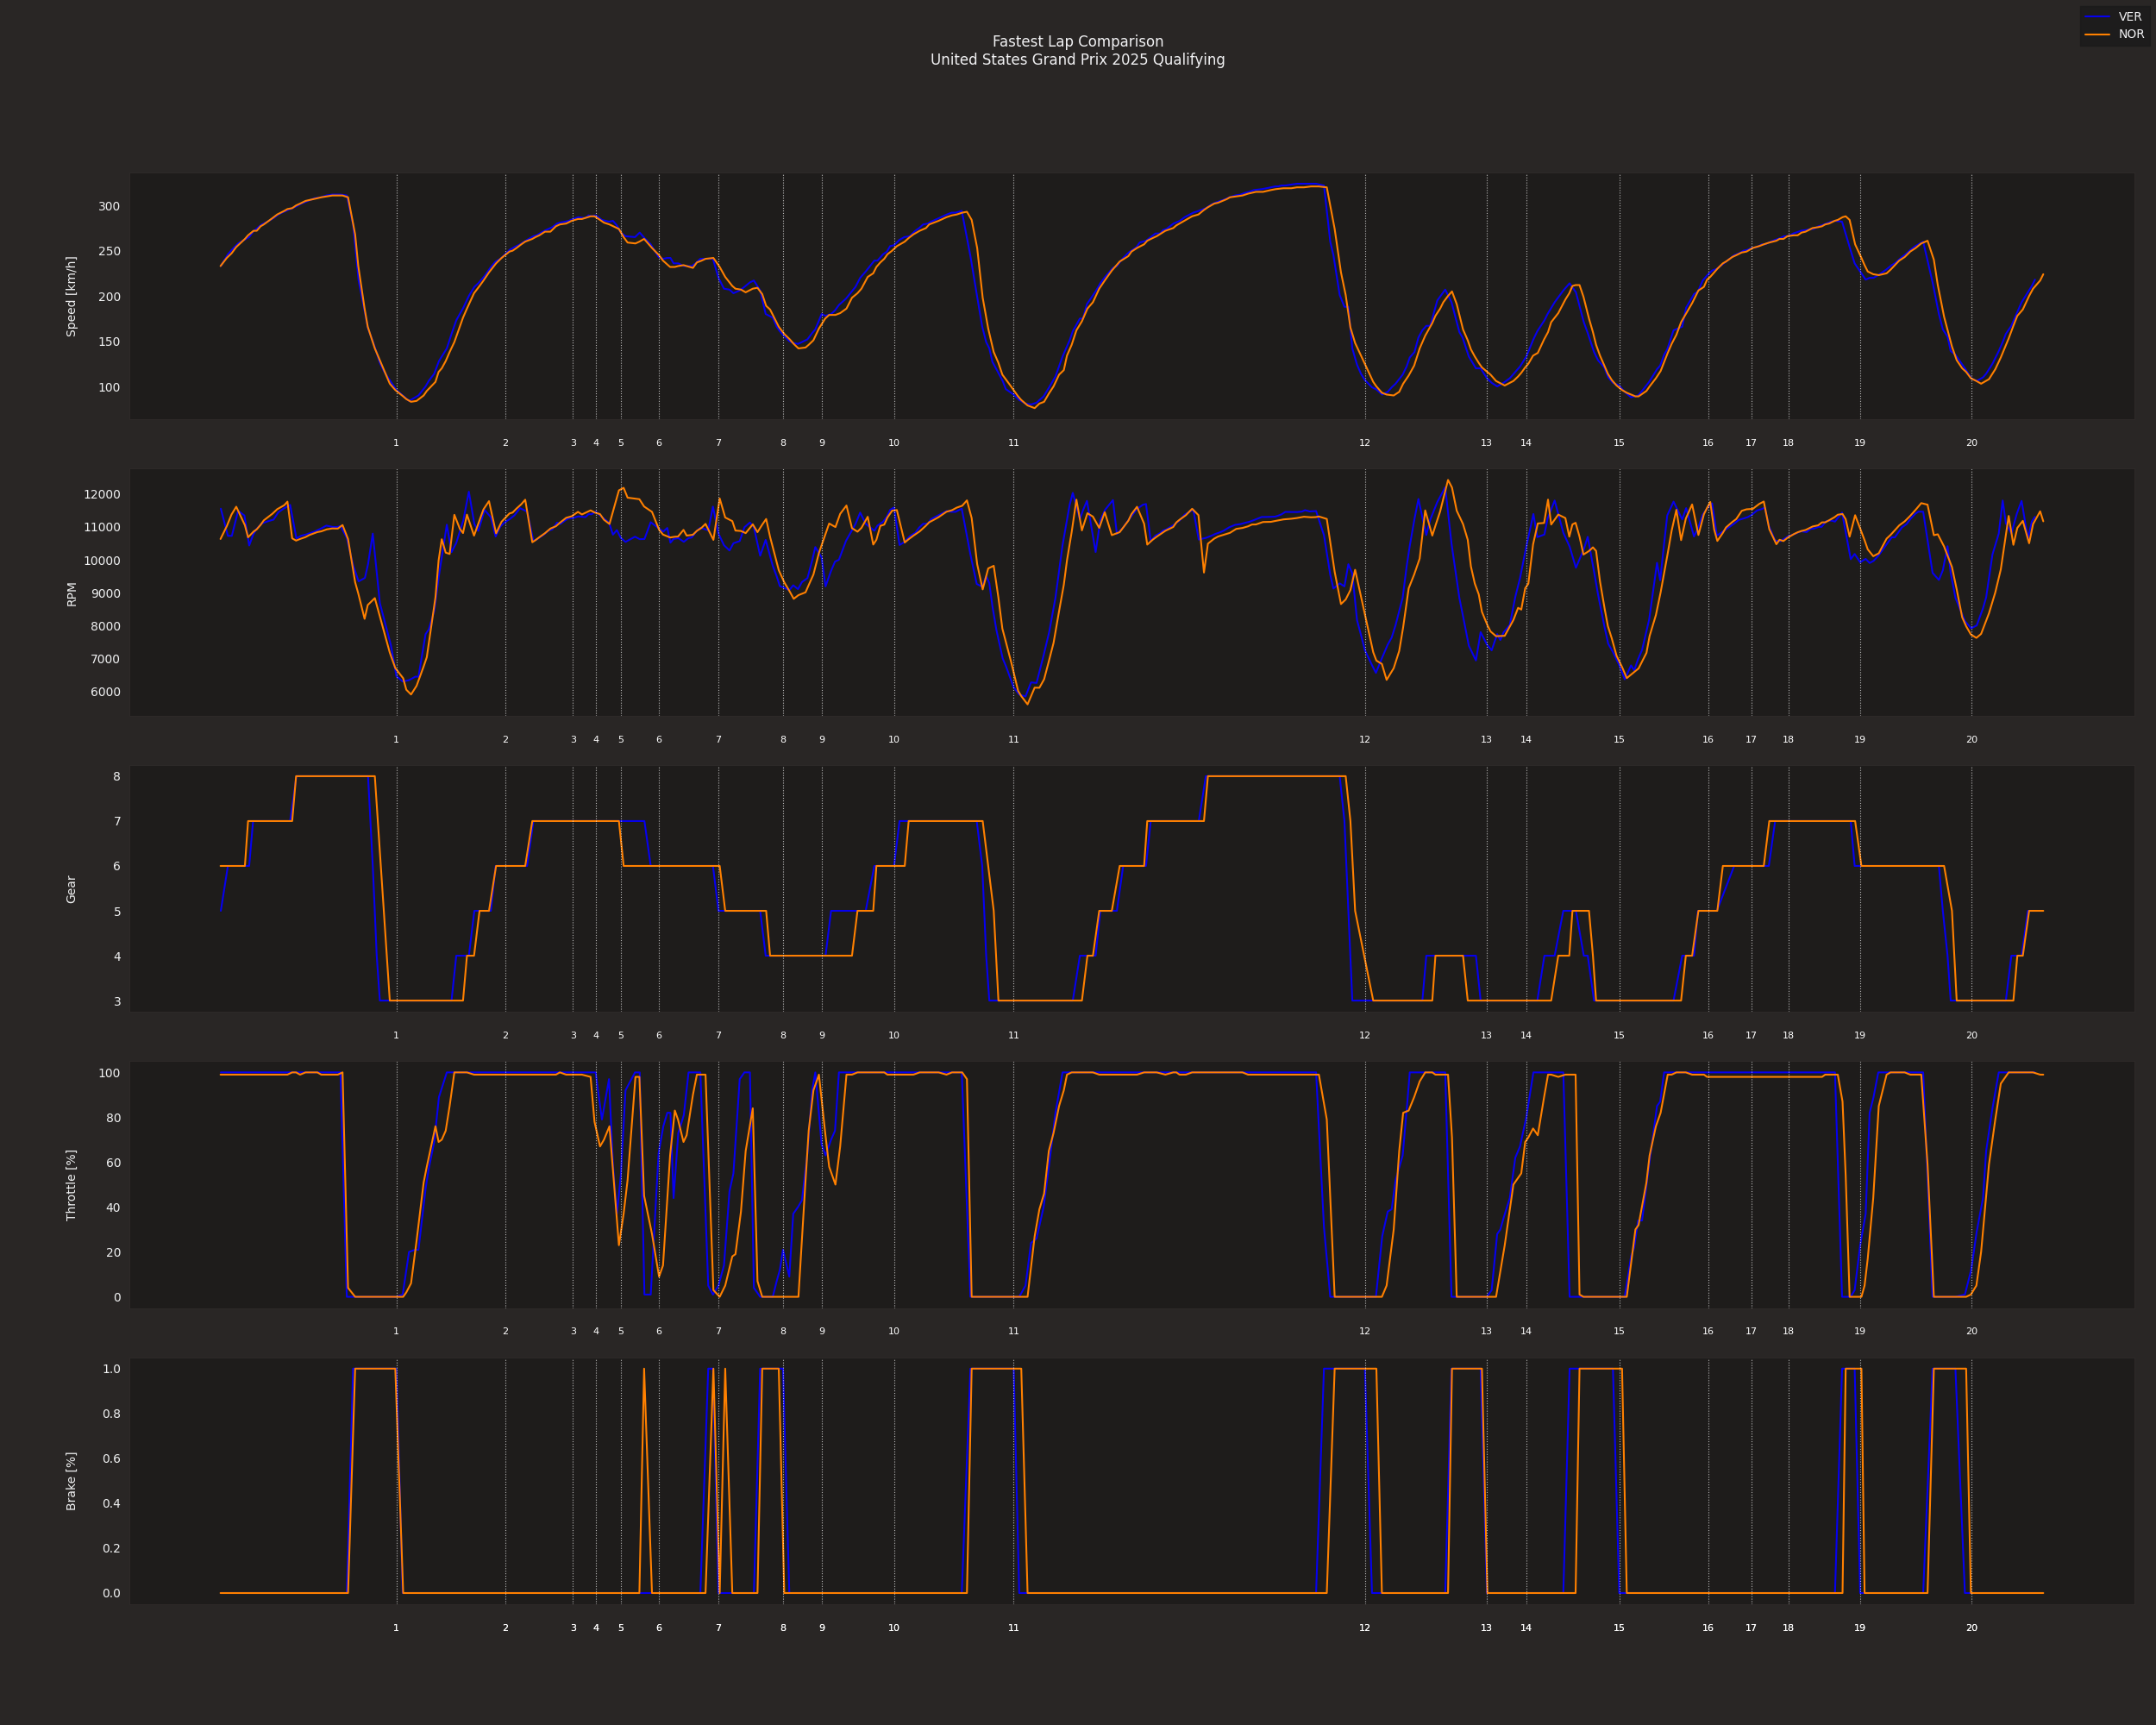 VER
NOR
Fastest Lap Comparison
United States Grand Prix 2025 Qualifying
Speed [km/h]
300
250
200
150
100
1 2 3 4 5 6 7 8 9 10 11 12 13 14 15 16 17 18 19 20
RPM
12000
11000
10000
9000
8000
7000
6000
1 2 3 4 5 6 7 8 9 10 11 12 13 14 15 16 17 18 19 20
Gear
8
7
6
5
4
3
1 2 3 4 5 6 7 8 9 10 11 12 13 14 15 16 17 18 19 20
Throttle [%]
100
80
60
40
20
0
1 2 3 4 5 6 7 8 9 10 11 12 13 14 15 16 17 18 19 20
Brake [%]
1.0
0.8
0.6
0.4
0.2
0.0
1 2 3 4 5 6 7 8 9 10 11 12 13 14 15 16 17 18 19 20